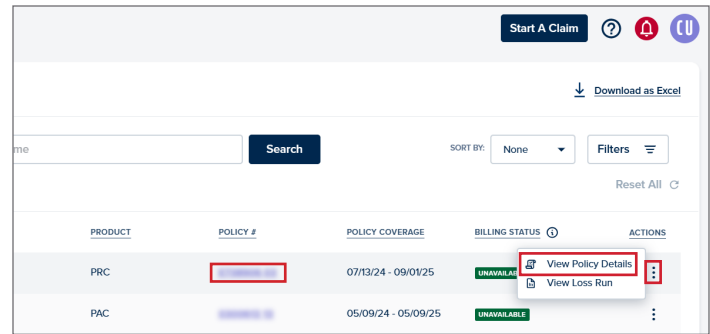 Start A Claim
CU
Download as Excel
me
Search
SORT BY:
None
Filters
Reset All
PRODUCT
POLICY #
POLICY COVERAGE
BILLING STATUS
ACTIONS
PRC
07/13/24 - 09/01/25
View Policy Details
View Loss Run
PAC
05/09/24 - 05/09/25
UNAVAILABLE